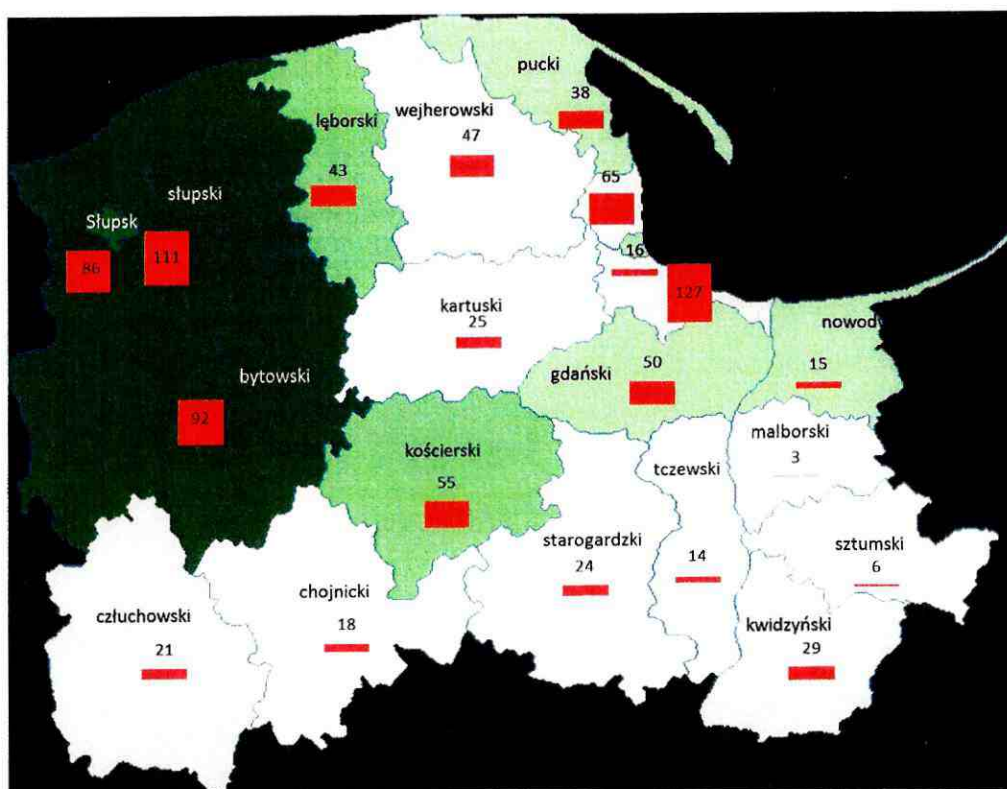 pucki
38
wejherowski
47
lęborski
43
65
słupski
Słupsk
86
111
16
127
kartuski
25
nowod
15
gdański
50
bytowski
92
malborski
3
kościerski
55
tczewski
14
starogardzki
24
sztumski
6
chojnicki
18
człuchowski
21
kwidzyński
29